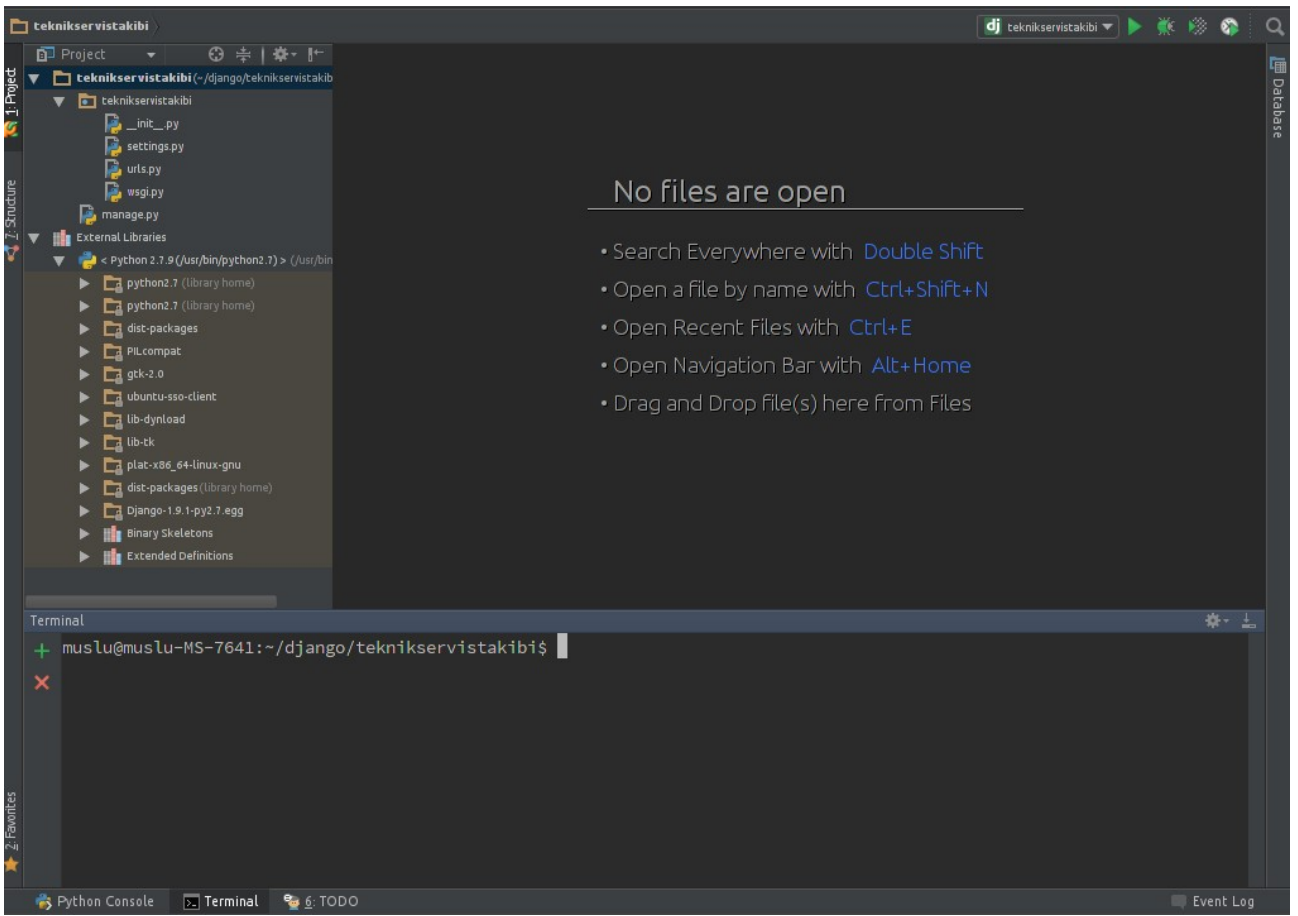 teknikservistakibi
dj teknikservistakibi
Project
1: Project
7: Structure
2: Favorites
teknikservistakibi (~/django/teknikservistakib
teknikservistakibi
__init__.py
settings.py
urls.py
wsgi.py
manage.py
External Libraries
< Python 2.7.9 (/usr/bin/python2.7) > (/usr/bin
python2.7 (library home)
python2.7 (library home)
dist-packages
PILcompat
gtk-2.0
ubuntu-sso-client
lib-dynload
lib-tk
plat-x86_64-linux-gnu
dist-packages (library home)
Django-1.9.1-py2.7.egg
Binary Skeletons
Extended Definitions
No files are open
• Search Everywhere with Double Shift
• Open a file by name with Ctrl+Shift+N
• Open Recent Files with Ctrl+E
• Open Navigation Bar with Alt+Home
• Drag and Drop file(s) here from Files
Database
Terminal
muslu@muslu-MS-7641:~/django/teknikservistakibi$
Python Console
Terminal
6: TODO
Event Log